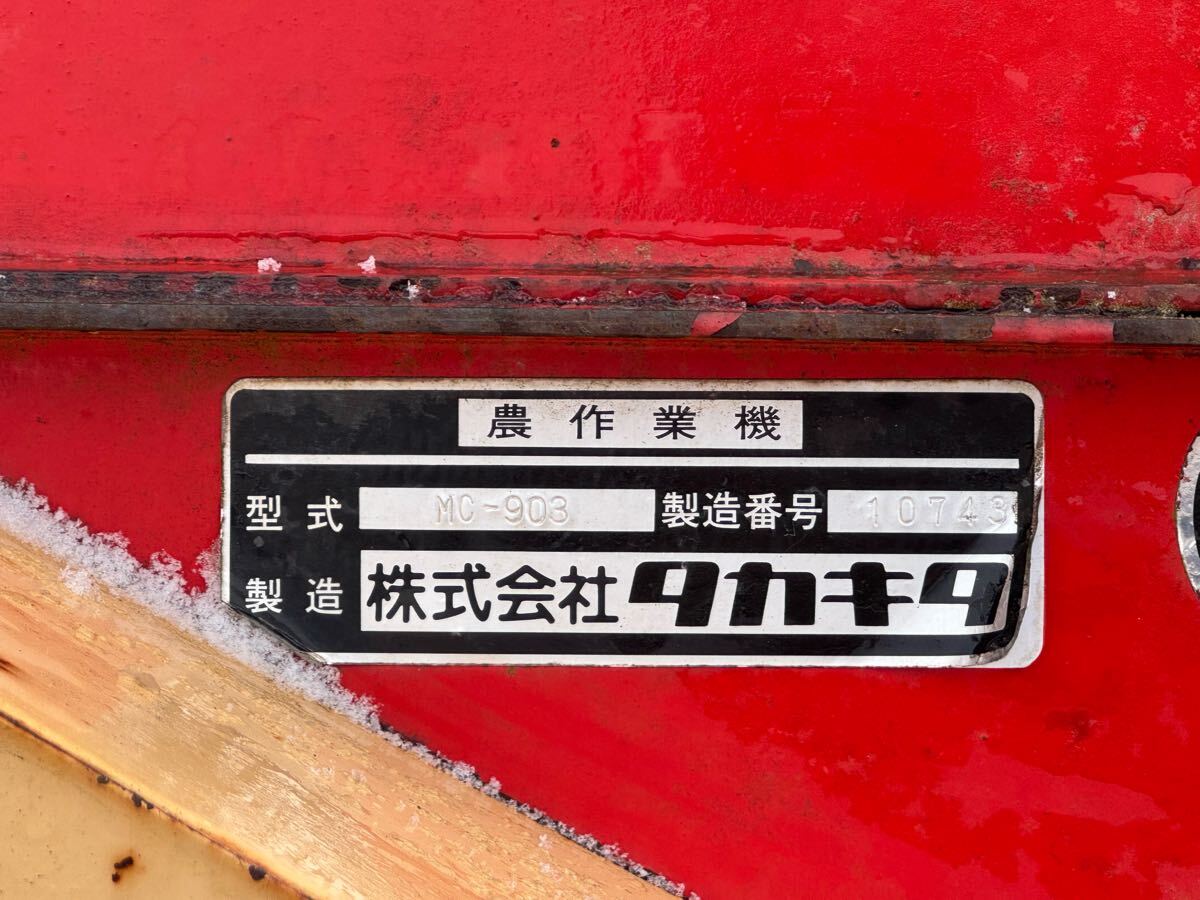 農作業機
型式 MC-903 製造番号 10743
製造 株式会社タカキタ